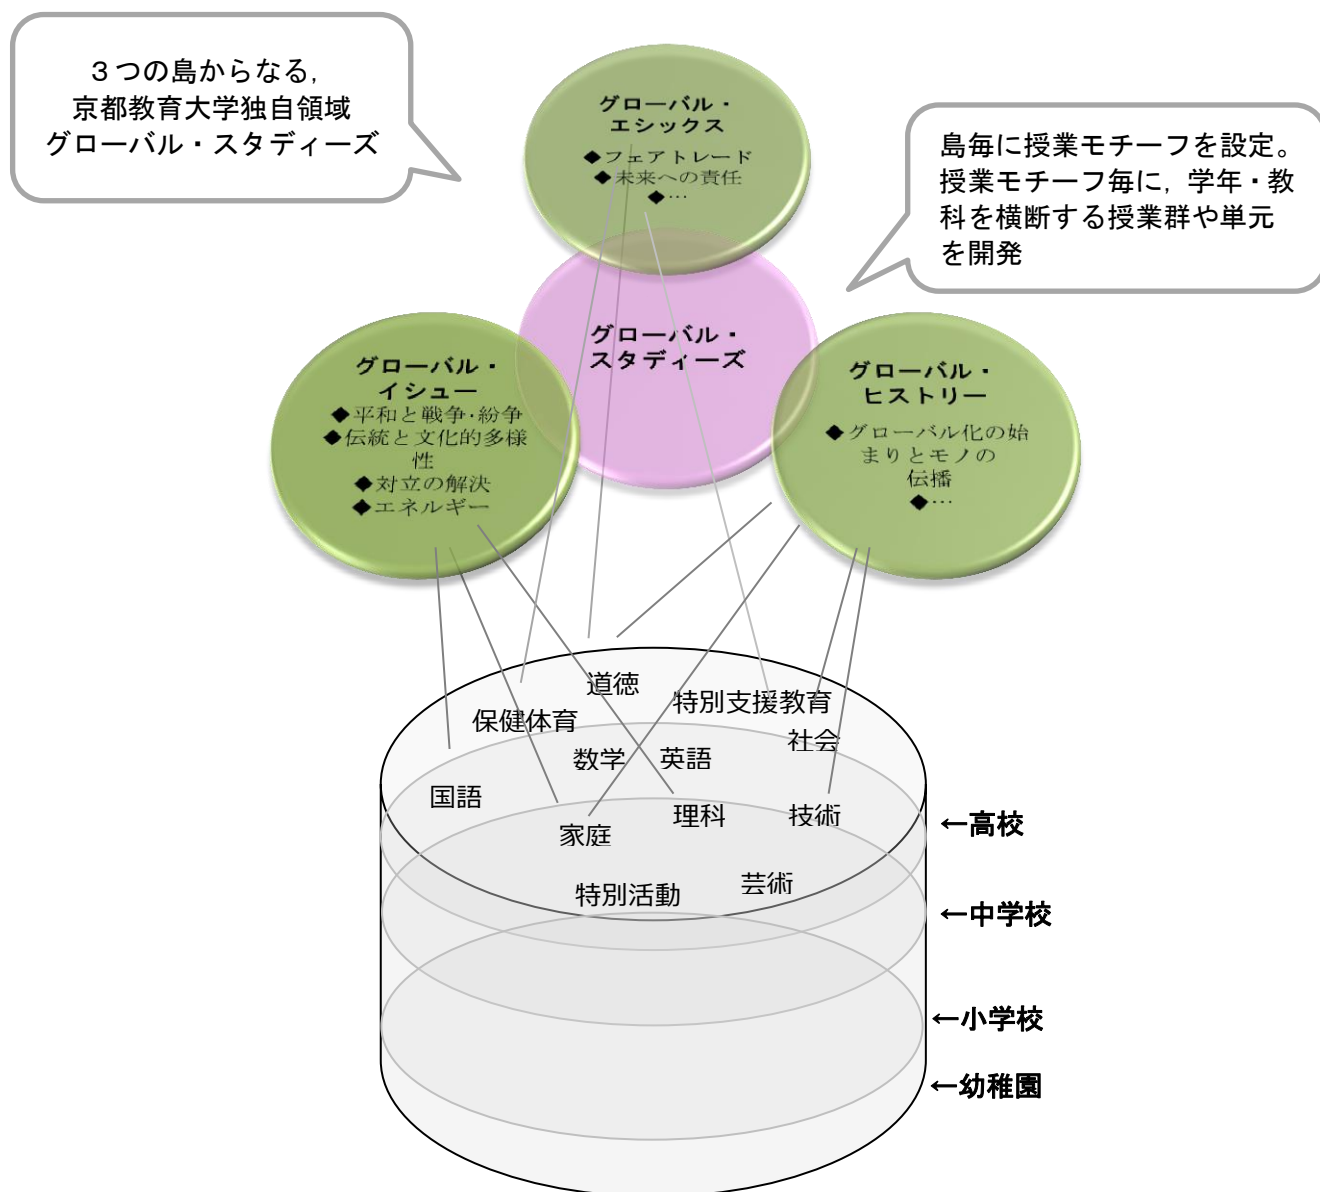 ３つの島からなる,
京都教育大学独自領域
グローバル・スタディーズ
グローバル・
エシックス
◆フェアトレード
◆未来への責任
◆…
島毎に授業モチーフを設定。
授業モチーフ毎に, 学年・教
科を横断する授業群や単元
を開発
グローバル・
スタディーズ
グローバル・
イシュー
◆平和と戦争・紛争
◆伝統と文化的多様
性
◆対立の解決
◆エネルギー
グローバル・
ヒストリー
◆グローバル化の始
まりとモノの
伝播
◆…
道徳
特別支援教育
保健体育
社会
数学
英語
国語
理科
技術
家庭
芸術
特別活動
←高校
←中学校
←小学校
←幼稚園